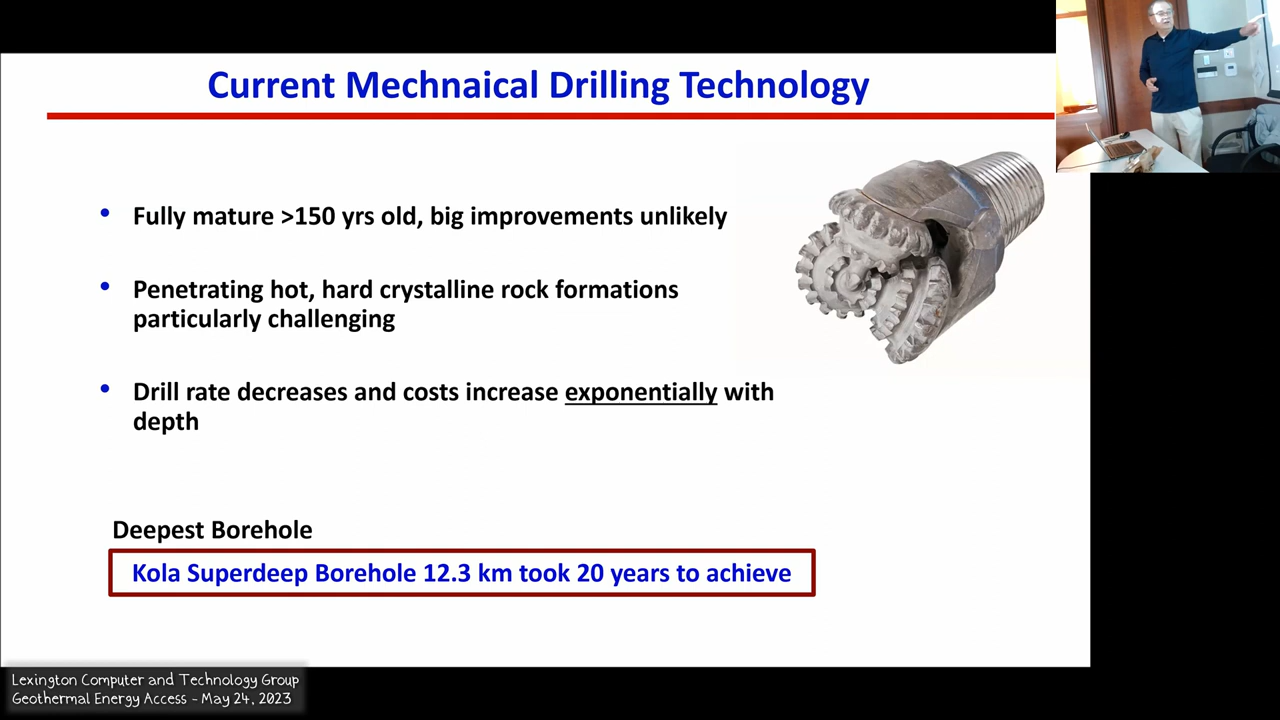 Current Mechnaical Drilling Technology
• Fully mature >150 yrs old, big improvements unlikely
• Penetrating hot, hard crystalline rock formations
particularly challenging
• Drill rate decreases and costs increase exponentially with
depth
Deepest Borehole
Kola Superdeep Borehole 12.3 km took 20 years to achieve
Lexington Computer and Technology Group
Geothermal Energy Access - May 24, 2023